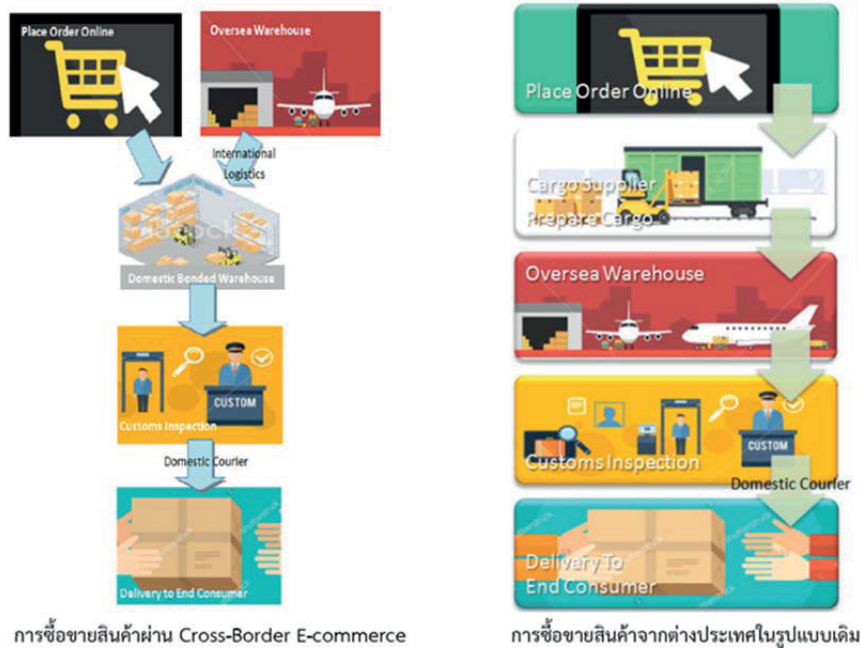 Place Order Online
Oversea Warehouse
International
Logistics
Domestic Bonded Warehouse
CUSTOM
Customs Inspection
Domestic Courier
Delivery to End Consumer
การซื้อขายสินค้าผ่าน Cross-Border E-commerce
Place Order Online
Cargo Supplier
Prepare Cargo
Oversea Warehouse
CUSTOM
Customs Inspection
Domestic Courier
Delivery To
End Consumer
การซื้อขายสินค้าจากต่างประเทศในรูปแบบเดิม